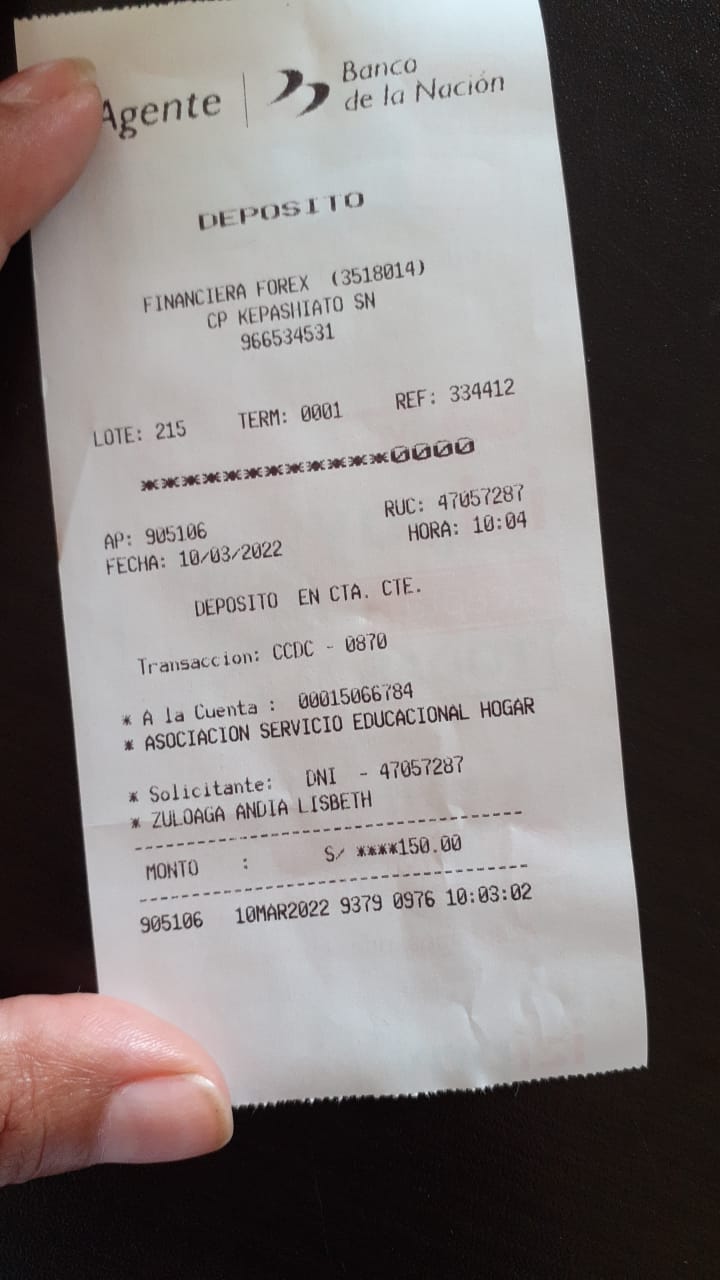 Agente | Banco
de la Nación
DEPOSITO
FINANCIERA FOREX (3518014)
CP KEPASHIATO SN
966534531
LOTE: 215 TERM: 0001 REF: 334412
************0000
AP: 905106 RUC: 47057287
FECHA: 10/03/2022 HORA: 10:04
DEPOSITO EN CTA. CTE.
Transaccion: CCDC - 0870
* A la Cuenta : 00015066784
* ASOCIACION SERVICIO EDUCACIONAL HOGAR
* Solicitante: DNI - 47057287
* ZULOAGA ANDIA LISBETH
MONTO : S/ ****150.00
905106 10MAR2022 9379 0976 10:03:02